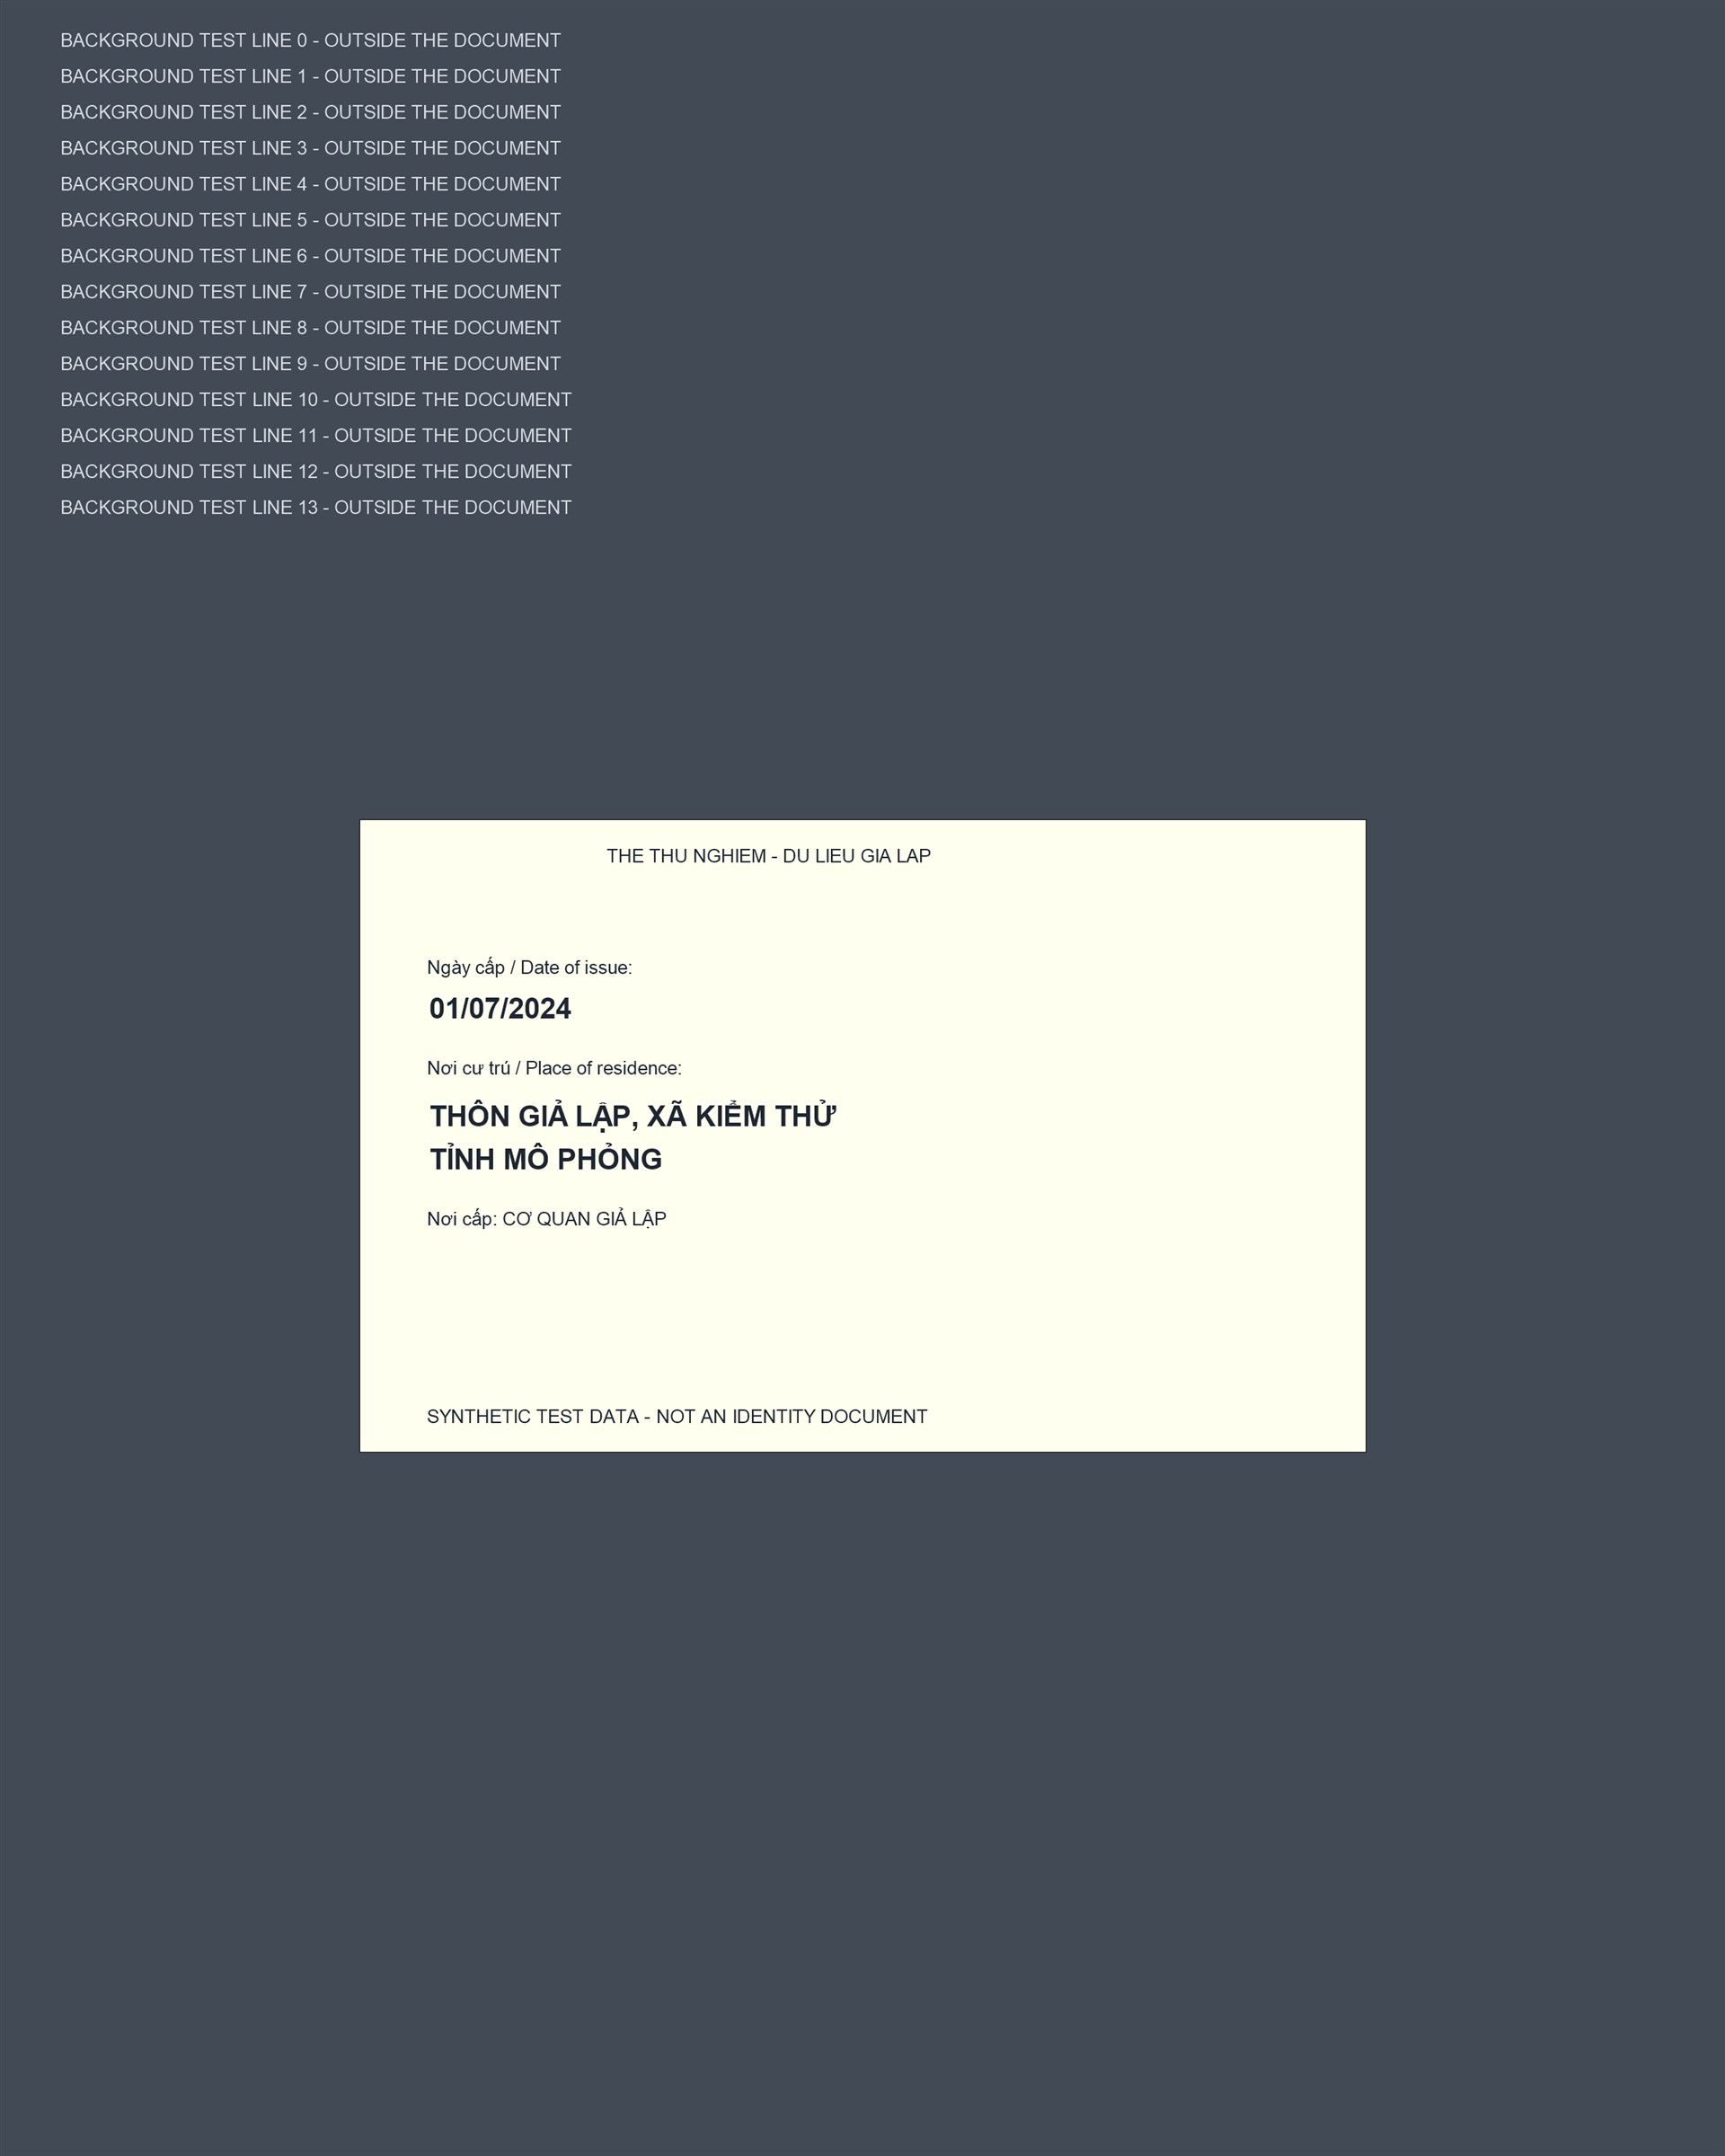 BACKGROUND TEST LINE 0 - OUTSIDE THE DOCUMENT
BACKGROUND TEST LINE 1 - OUTSIDE THE DOCUMENT
BACKGROUND TEST LINE 2 - OUTSIDE THE DOCUMENT
BACKGROUND TEST LINE 3 - OUTSIDE THE DOCUMENT
BACKGROUND TEST LINE 4 - OUTSIDE THE DOCUMENT
BACKGROUND TEST LINE 5 - OUTSIDE THE DOCUMENT
BACKGROUND TEST LINE 6 - OUTSIDE THE DOCUMENT
BACKGROUND TEST LINE 7 - OUTSIDE THE DOCUMENT
BACKGROUND TEST LINE 8 - OUTSIDE THE DOCUMENT
BACKGROUND TEST LINE 9 - OUTSIDE THE DOCUMENT
BACKGROUND TEST LINE 10 - OUTSIDE THE DOCUMENT
BACKGROUND TEST LINE 11 - OUTSIDE THE DOCUMENT
BACKGROUND TEST LINE 12 - OUTSIDE THE DOCUMENT
BACKGROUND TEST LINE 13 - OUTSIDE THE DOCUMENT
THE THU NGHIEM - DU LIEU GIA LAP
Ngày cấp / Date of issue:
01/07/2024
Nơi cư trú / Place of residence:
THÔN GIẢ LẬP, XÃ KIỂM THỬ
TỈNH MÔ PHỎNG
Nơi cấp: CƠ QUAN GIẢ LẬP
SYNTHETIC TEST DATA - NOT AN IDENTITY DOCUMENT